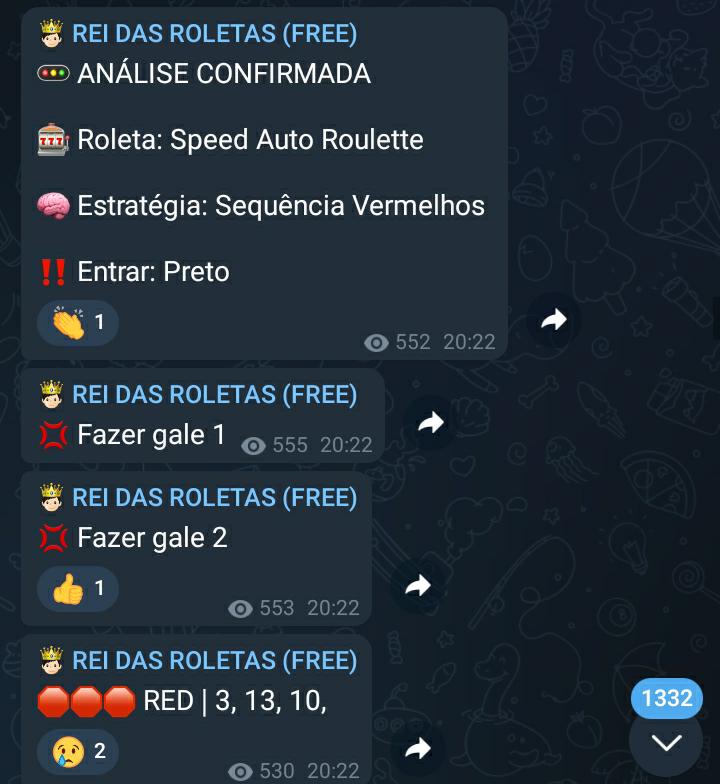 REI DAS ROLETAS (FREE)
ANÁLISE CONFIRMADA
Roleta: Speed Auto Roulette
Estratégia: Sequência Vermelhos
Entrar: Preto
1
552 20:22
REI DAS ROLETAS (FREE)
Fazer gale 1
555 20:22
REI DAS ROLETAS (FREE)
Fazer gale 2
1
553 20:22
REI DAS ROLETAS (FREE)
RED | 3, 13, 10,
2
530 20:22
1332